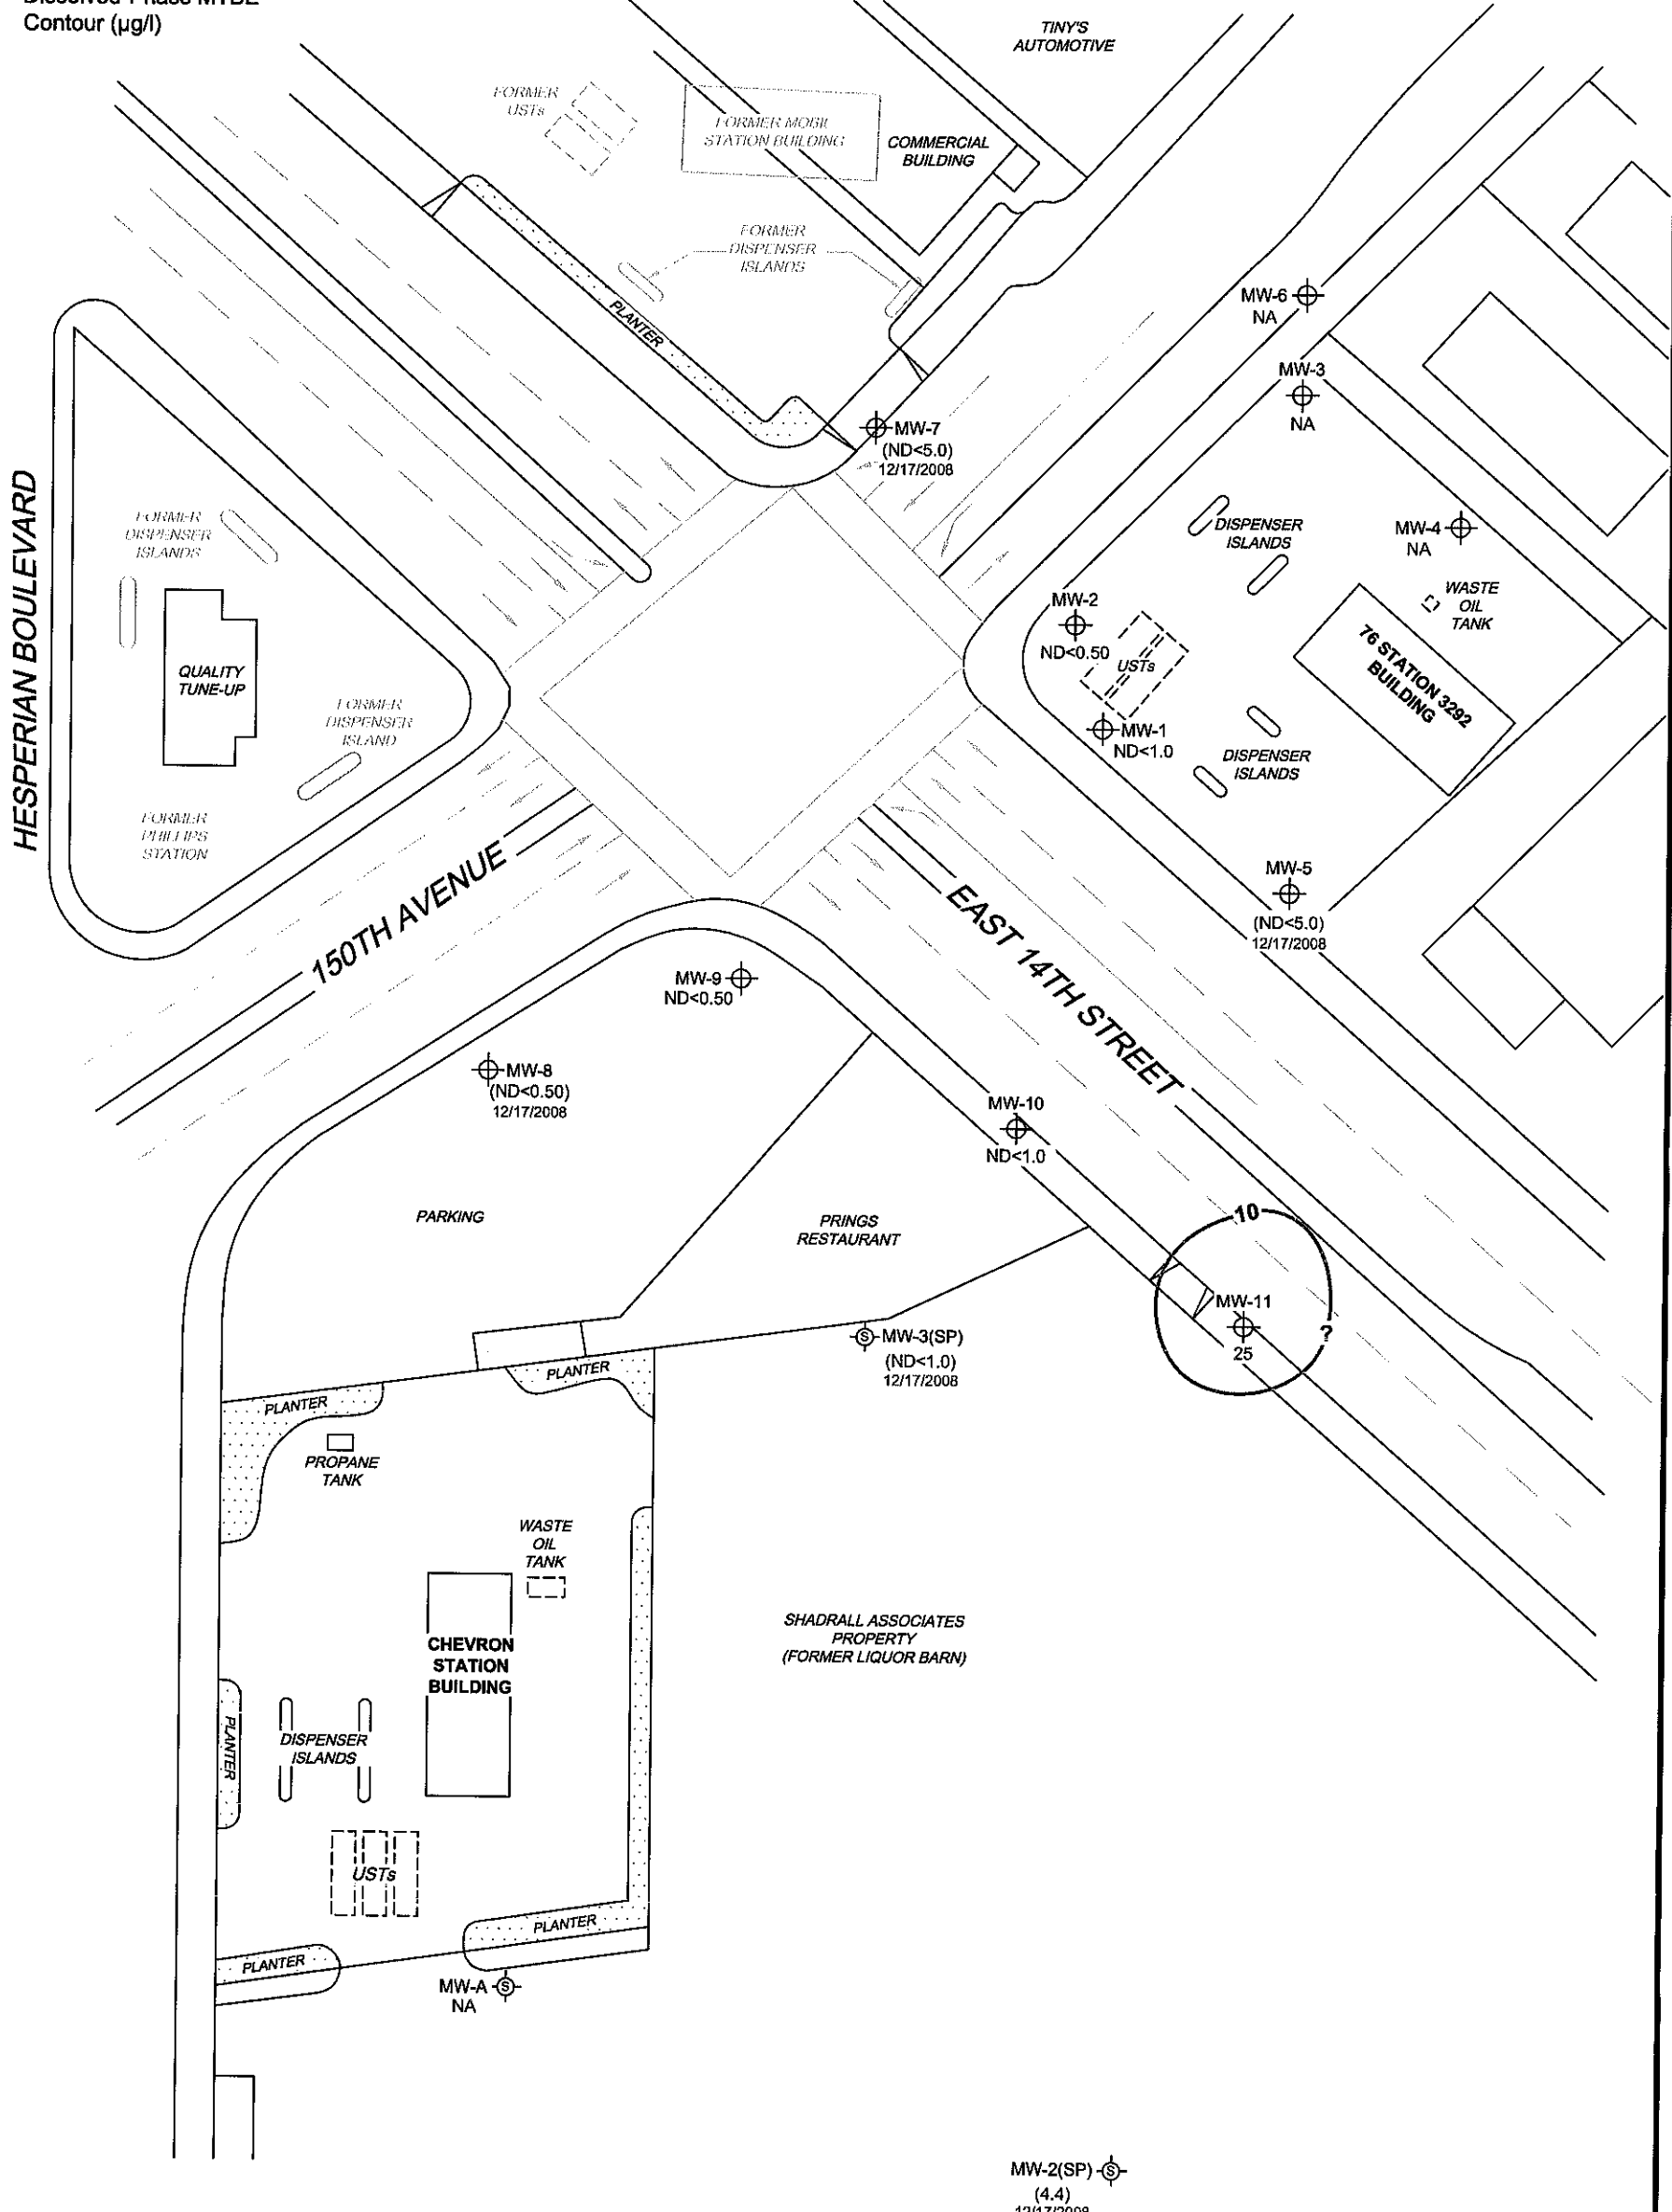 Contour (µg/l)
TINY'S
AUTOMOTIVE
FORMER
USTs
FORMER MOBIL
STATION BUILDING
COMMERCIAL
BUILDING
FORMER
DISPENSER
ISLANDS
PLANTER
MW-6
NA
MW-3
NA
MW-7
(ND<5.0)
12/17/2008
HESPERIAN BOULEVARD
FORMER
DISPENSER
ISLANDS
DISPENSER
ISLANDS
MW-4
NA
WASTE
OIL
TANK
MW-2
ND<0.50
USTs
76 STATION 3292
BUILDING
QUALITY
TUNE-UP
FORMER
DISPENSER
ISLAND
MW-1
ND<1.0
DISPENSER
ISLANDS
FORMER
PHILLIPS
STATION
150TH AVENUE
EAST 14TH STREET
MW-5
(ND<5.0)
12/17/2008
MW-9
ND<0.50
MW-8
(ND<0.50)
12/17/2008
MW-10
ND<1.0
PARKING
PRINGS
RESTAURANT
10
MW-11
25
?
MW-3(SP)
(ND<1.0)
12/17/2008
PLANTER
PLANTER
PROPANE
TANK
WASTE
OIL
TANK
CHEVRON
STATION
BUILDING
SHADRALL ASSOCIATES
PROPERTY
(FORMER LIQUOR BARN)
PLANTER
DISPENSER
ISLANDS
USTs
PLANTER
PLANTER
MW-A
NA
MW-2(SP)
(4.4)
12/17/2008